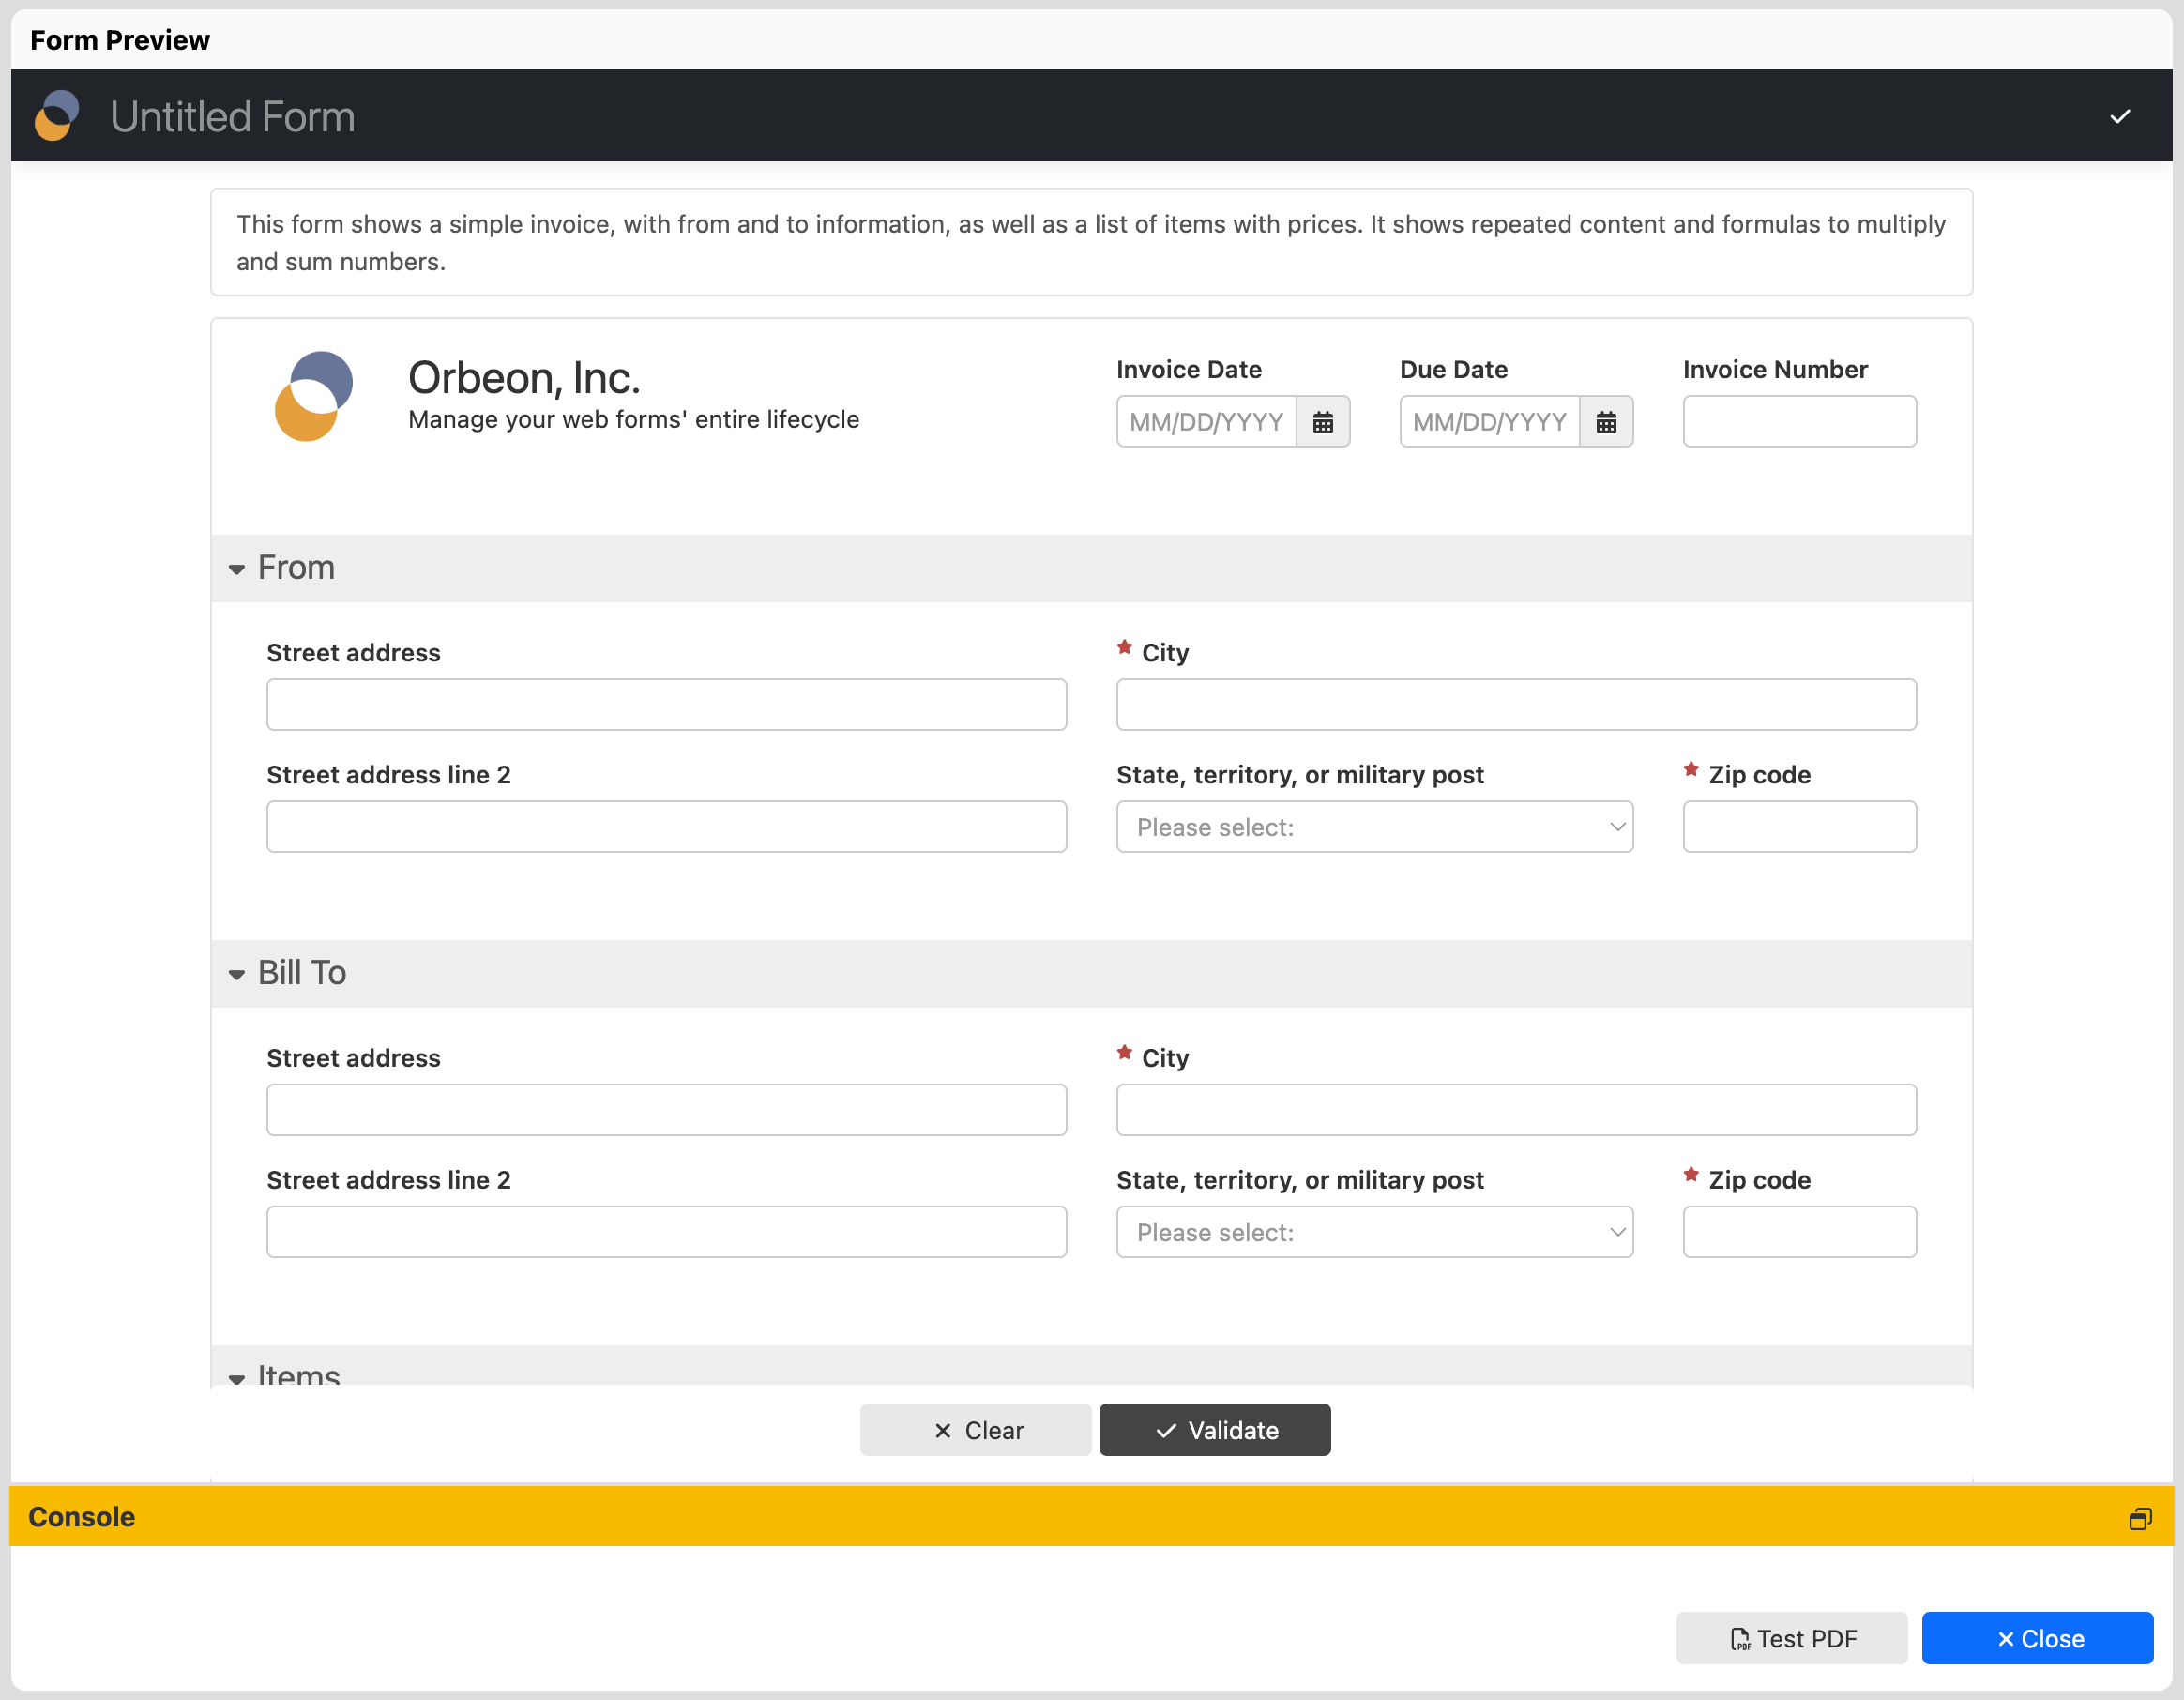 Form Preview
Untitled Form
This form shows a simple invoice, with from and to information, as well as a list of items with prices. It shows repeated content and formulas to multiply
and sum numbers.
Orbeon, Inc.
Manage your web forms' entire lifecycle
Invoice Date
Due Date
Invoice Number
MM/DD/YYYY
MM/DD/YYYY
From
Street address
City
Street address line 2
State, territory, or military post
Zip code
Please select:
Bill To
Street address
City
Street address line 2
State, territory, or military post
Zip code
Please select:
Items
Clear
Validate
Console
PDF Test PDF
Close